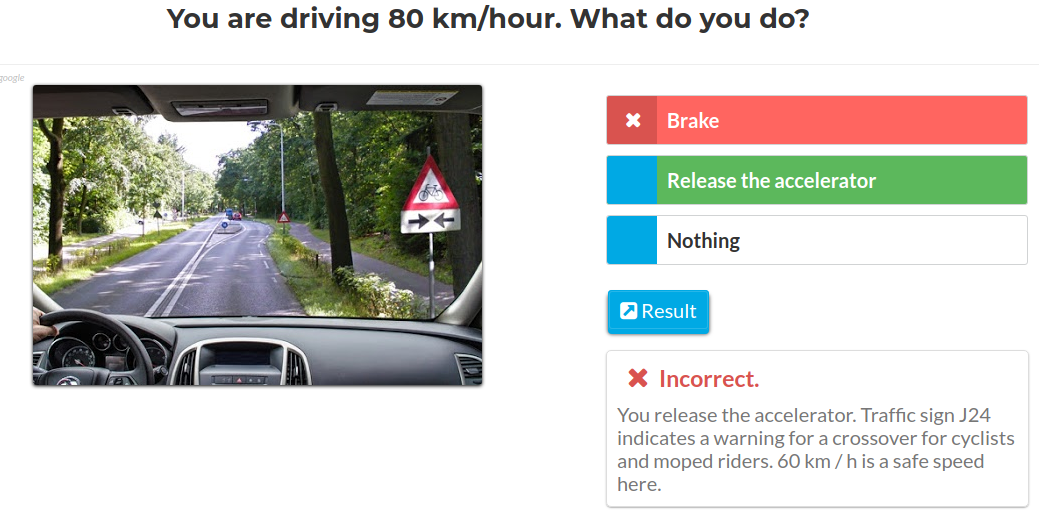 You are driving 80 km/hour. What do you do?
google
Brake
Release the accelerator
Nothing
Result
Incorrect.
You release the accelerator. Traffic sign J24
indicates a warning for a crossover for cyclists
and moped riders. 60 km / h is a safe speed
here.